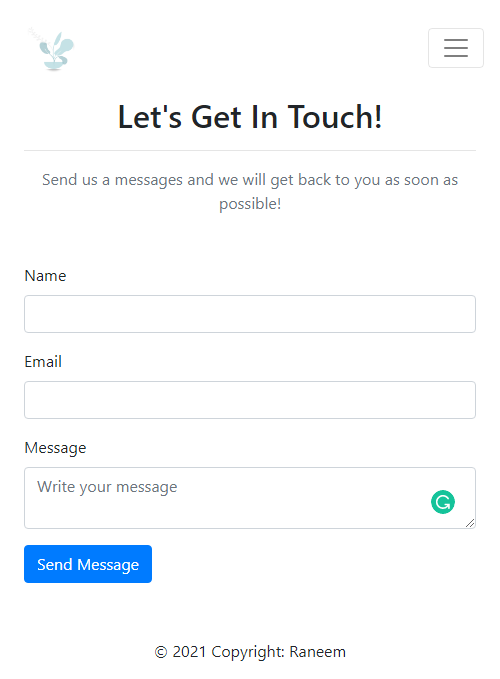 Let's Get In Touch!
Send us a messages and we will get back to you as soon as
possible!
Name
Email
Message
Write your message
Send Message
© 2021 Copyright: Raneem